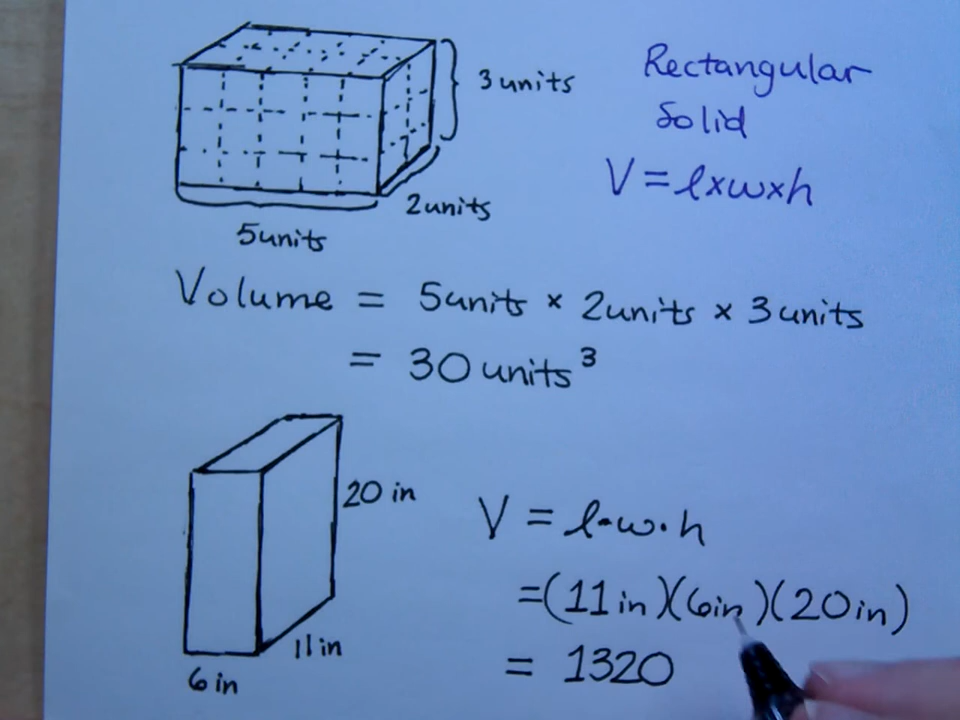 3 units
Rectangular
Solid
V = l×w×h
2 units
5 units
Volume = 5 units × 2 units × 3 units
= 30 units³
20 in
V = l·w·h
= (11 in)(6 in)(20 in)
11 in
= 1320
6 in